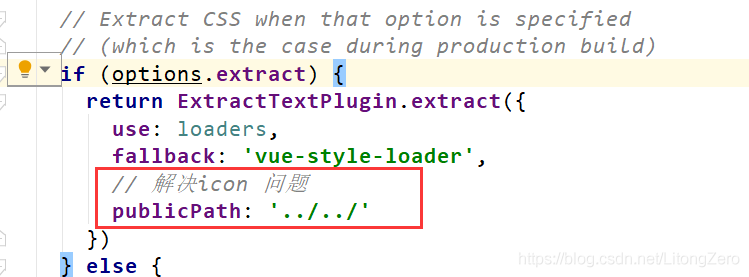 // Extract CSS when that option is specified
// (which is the case during production build)
if (options.extract) {
return ExtractTextPlugin.extract({
use: loaders,
fallback: 'vue-style-loader',
// 解决icon 问题
publicPath: '../../'
})
} else {
https://blog.csdn.net/LitongZero